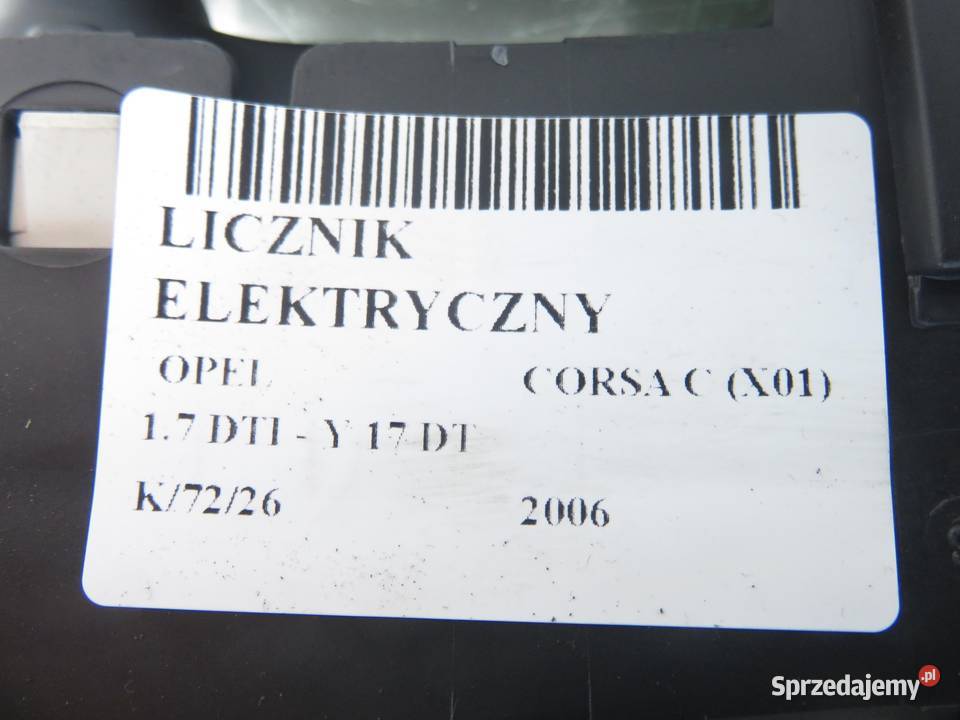 LICZNIK
ELEKTRYCZNY
OPEL CORSA C (X01)
1.7 DTI - Y 17 DT
K/72/26 2006
Sprzedajemy.pl